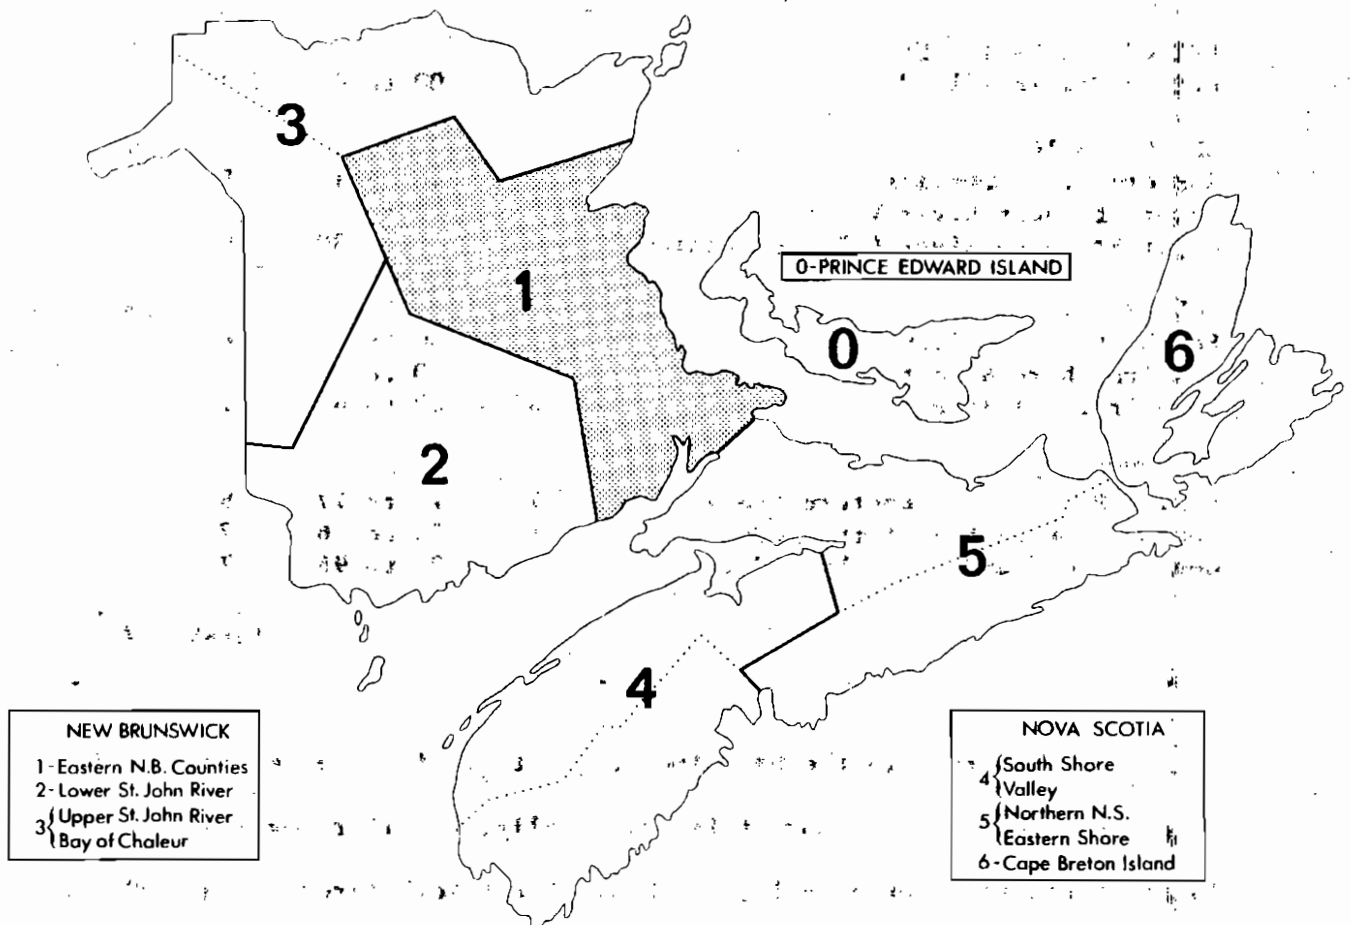 3
1
0-PRINCE EDWARD ISLAND
0
6
2
5
4
NEW BRUNSWICK
1-Eastern N.B. Counties
2-Lower St. John River
3{Upper St. John River
Bay of Chaleur
NOVA SCOTIA
4{South Shore
Valley
5{Northern N.S.
Eastern Shore
6-Cape Breton Island